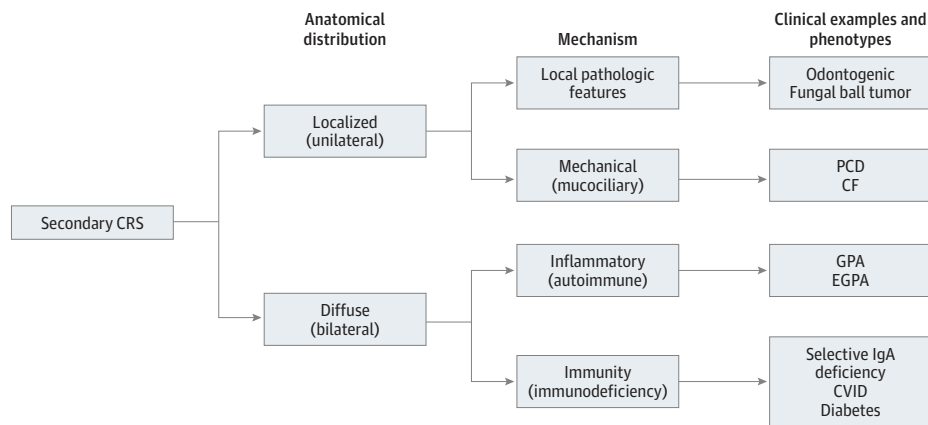 Anatomical
distribution
Mechanism
Clinical examples and
phenotypes
Secondary CRS
Localized
(unilateral)
Local pathologic
features
Odontogenic
Fungal ball tumor
Mechanical
(mucociliary)
PCD
CF
Diffuse
(bilateral)
Inflammatory
(autoimmune)
GPA
EGPA
Immunity
(immunodeficiency)
Selective IgA
deficiency
CVID
Diabetes